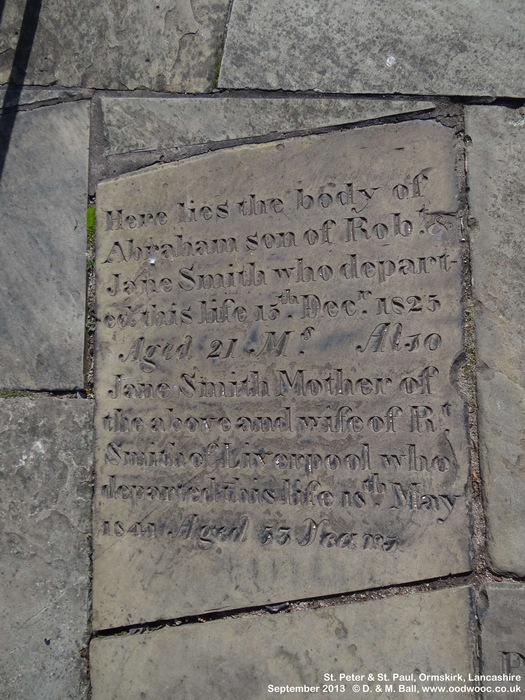 Here lies the body of
Abraham son of Robt. &
Jane Smith who depart-
ed this life 15th Decr. 1825
Aged 21 Ms. Also
Jane Smith Mother of
the above and wife of Rt.
Smith of Liverpool who
departed this life 18th May
1841 Aged 53 Years
St. Peter & St. Paul, Ormskirk, Lancashire
September 2013 © D. & M. Ball, www.oodwooc.co.uk